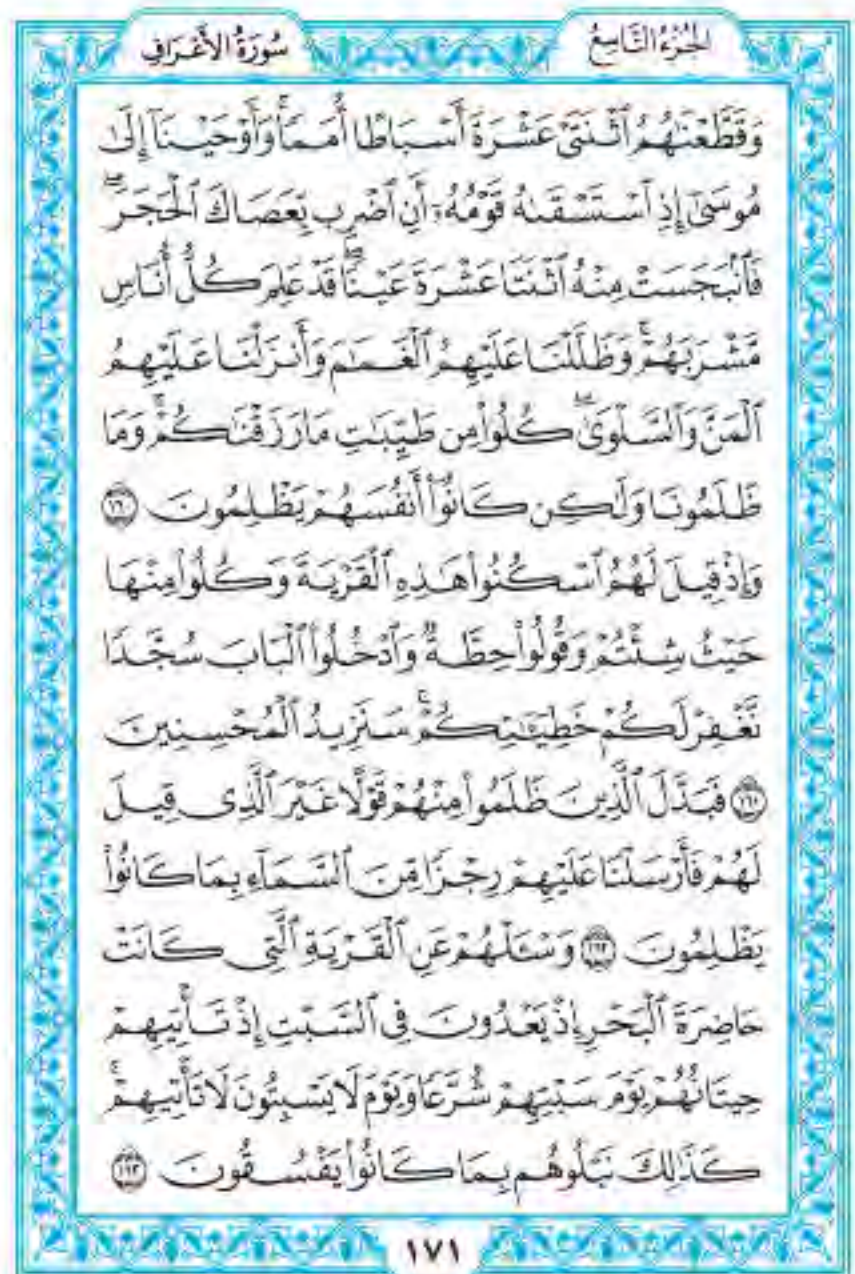 الجُزْءُ التَّاسِعُ
سُورَةُ الأَعْرَافِ
وَقَطَّعْنَٰهُمُ ٱثْنَتَىْ عَشْرَةَ أَسْبَاطًا أُمَمًا ۚ وَأَوْحَيْنَآ إِلَىٰ
مُوسَىٰٓ إِذِ ٱسْتَسْقَىٰهُ قَوْمُهُۥٓ أَنِ ٱضْرِب بِّعَصَاكَ ٱلْحَجَرَ ۖ
فَٱنۢبَجَسَتْ مِنْهُ ٱثْنَتَا عَشْرَةَ عَيْنًا ۖ قَدْ عَلِمَ كُلُّ أُنَاسٍ
مَّشْرَبَهُمْ ۚ وَظَلَّلْنَا عَلَيْهِمُ ٱلْغَمَٰمَ وَأَنزَلْنَا عَلَيْهِمُ
ٱلْمَنَّ وَٱلسَّلْوَىٰ ۖ كُلُوا۟ مِن طَيِّبَٰتِ مَا رَزَقْنَٰكُمْ ۚ وَمَا
ظَلَمُونَا وَلَٰكِن كَانُوٓا۟ أَنفُسَهُمْ يَظْلِمُونَ ١٦٠
وَإِذْ قِيلَ لَهُمُ ٱسْكُنُوا۟ هَٰذِهِ ٱلْقَرْيَةَ وَكُلُوا۟ مِنْهَا
حَيْثُ شِئْتُمْ وَقُولُوا۟ حِطَّةٌ وَٱدْخُلُوا۟ ٱلْبَابَ سُجَّدًا
نَّغْفِرْ لَكُمْ خَطِيٓـَٰٔتِكُمْ ۚ سَنَزِيدُ ٱلْمُحْسِنِينَ
١٦١ فَبَدَّلَ ٱلَّذِينَ ظَلَمُوا۟ مِنْهُمْ قَوْلًا غَيْرَ ٱلَّذِى قِيلَ
لَهُمْ فَأَرْسَلْنَا عَلَيْهِمْ رِجْزًا مِّنَ ٱلسَّمَآءِ بِمَا كَانُوا۟
يَظْلِمُونَ ١٦٢ وَسْـَٔلْهُمْ عَنِ ٱلْقَرْيَةِ ٱلَّتِى كَانَتْ
حَاضِرَةَ ٱلْبَحْرِ إِذْ يَعْدُونَ فِى ٱلسَّبْتِ إِذْ تَأْتِيهِمْ
حِيتَانُهُمْ يَوْمَ سَبْتِهِمْ شُرَّعًا وَيَوْمَ لَا يَسْبِتُونَ لَا تَأْتِيهِمْ ۚ
كَذَٰلِكَ نَبْلُوهُم بِمَا كَانُوا۟ يَفْسُقُونَ ١٦٣
١٧١